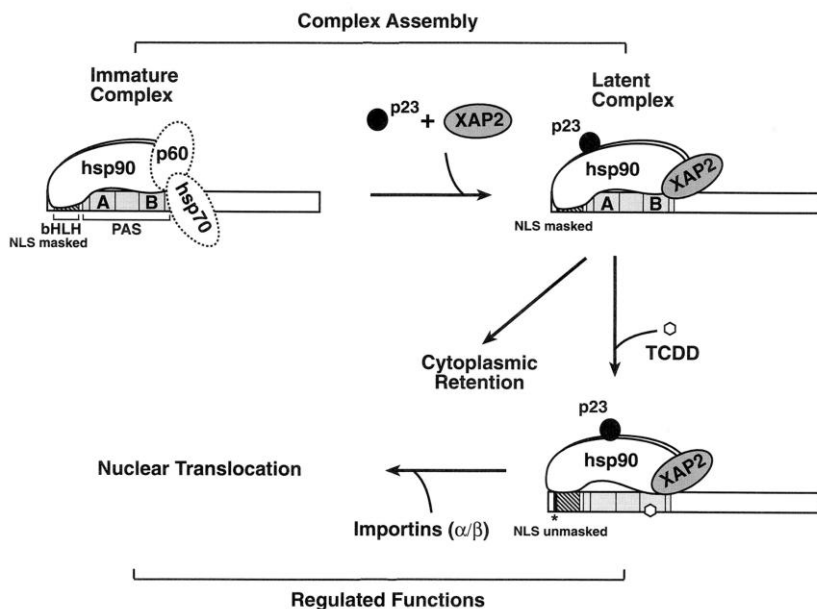 Complex Assembly
Immature
Complex
p60
hsp90
hsp70
A
B
bHLH
PAS
NLS masked
p23
+
XAP2
Latent
Complex
p23
hsp90
XAP2
A
B
NLS masked
Cytoplasmic
Retention
TCDD
p23
hsp90
XAP2
*
NLS unmasked
Nuclear Translocation
Importins (α/β)
Regulated Functions